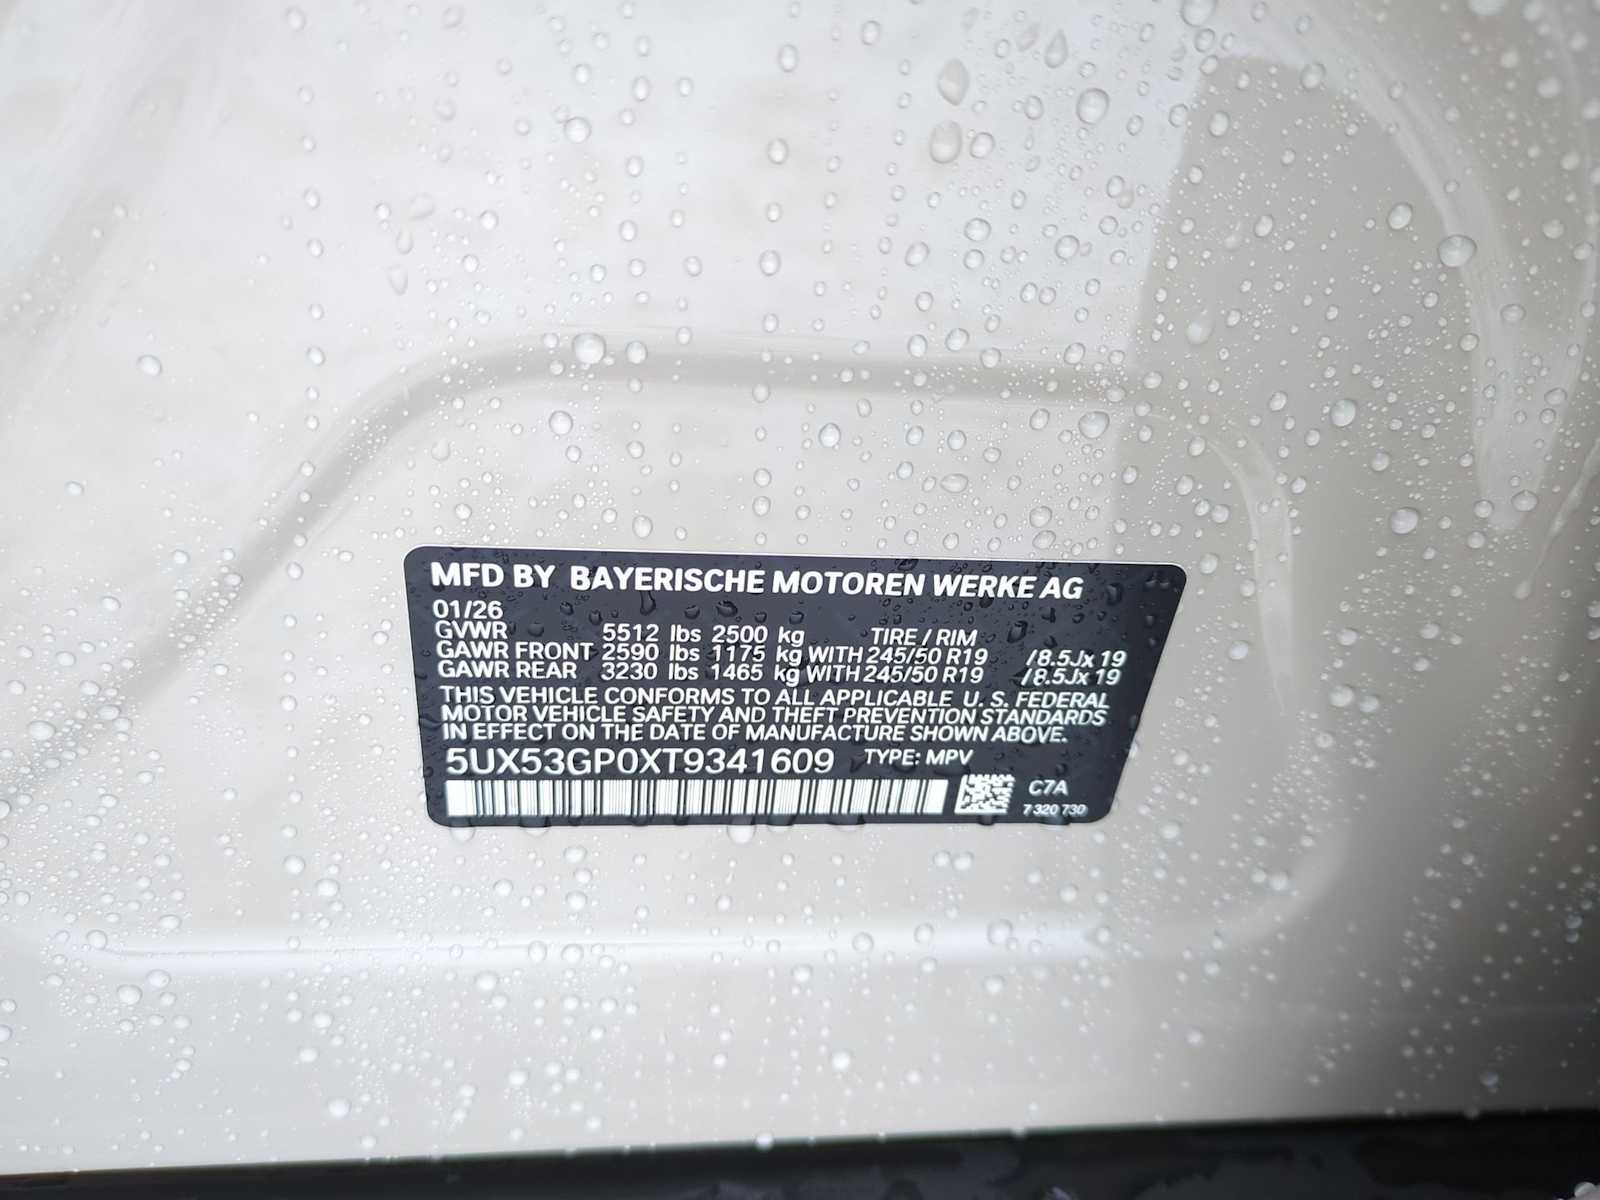 MFD BY BAYERISCHE MOTOREN WERKE AG
01/26
GVWR 5512 lbs 2500 kg TIRE / RIM
GAWR FRONT 2590 lbs 1175 kg WITH 245/50 R19 /8.5Jx 19
GAWR REAR 3230 lbs 1465 kg WITH 245/50 R19 /8.5Jx 19
THIS VEHICLE CONFORMS TO ALL APPLICABLE U. S. FEDERAL
MOTOR VEHICLE SAFETY AND THEFT PREVENTION STANDARDS
IN EFFECT ON THE DATE OF MANUFACTURE SHOWN ABOVE.
5UX53GP0XT9341609 TYPE: MPV
C7A
7 320 730